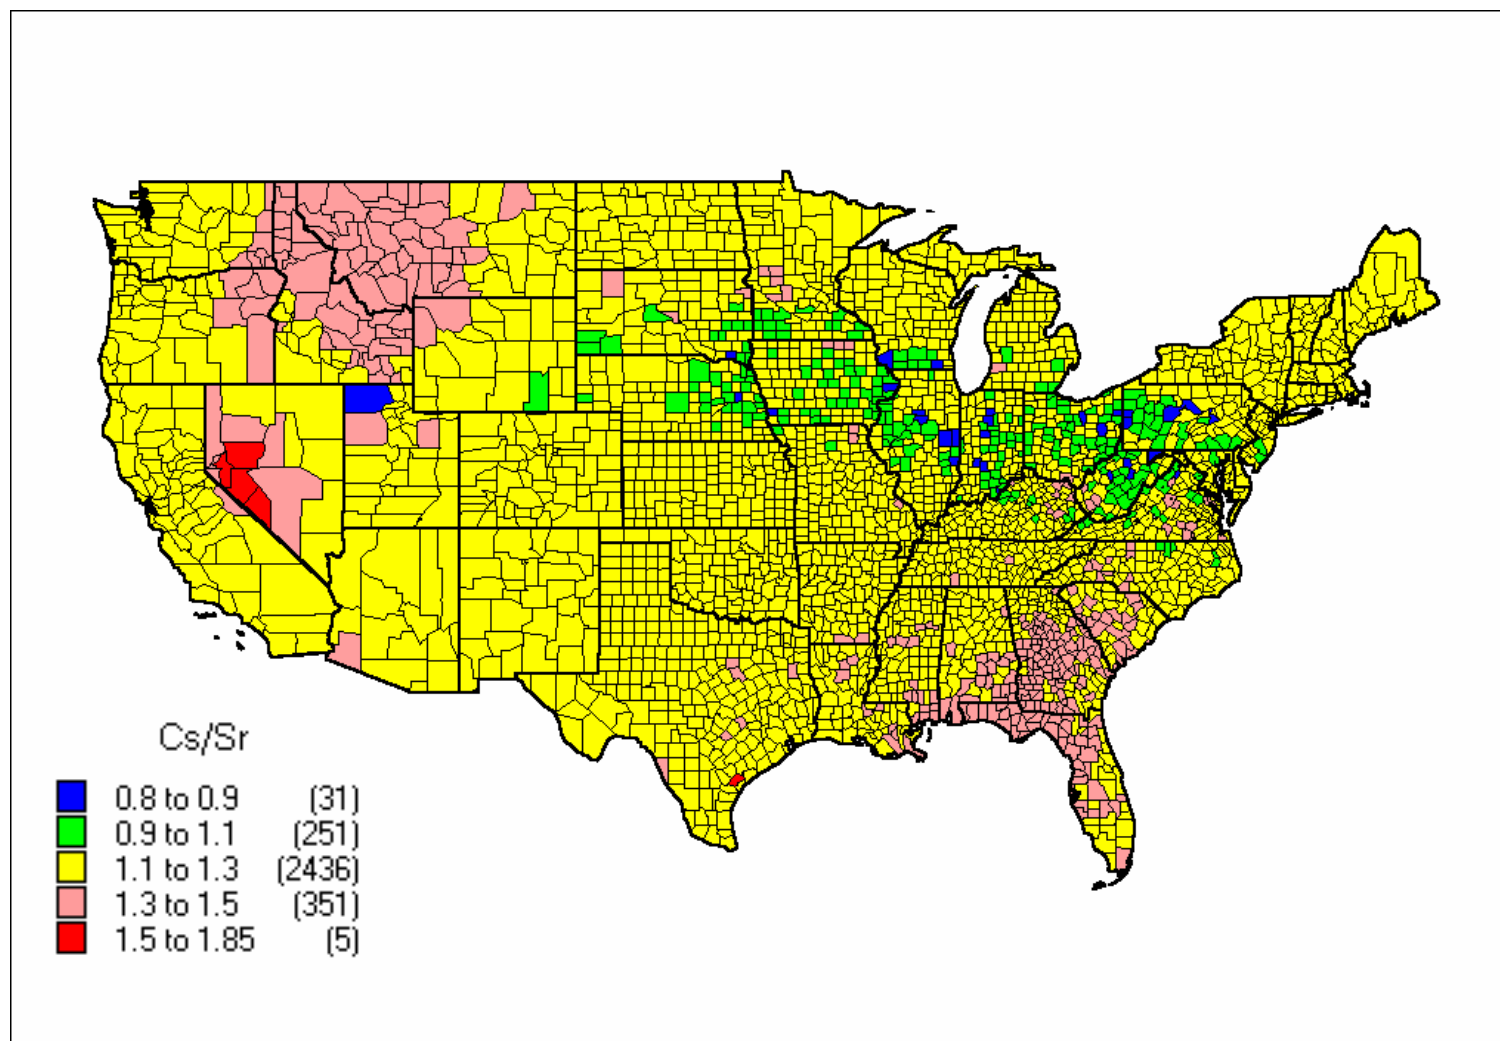 Cs/Sr
0.8 to 0.9 (31)
0.9 to 1.1 (251)
1.1 to 1.3 (2436)
1.3 to 1.5 (351)
1.5 to 1.85 (5)